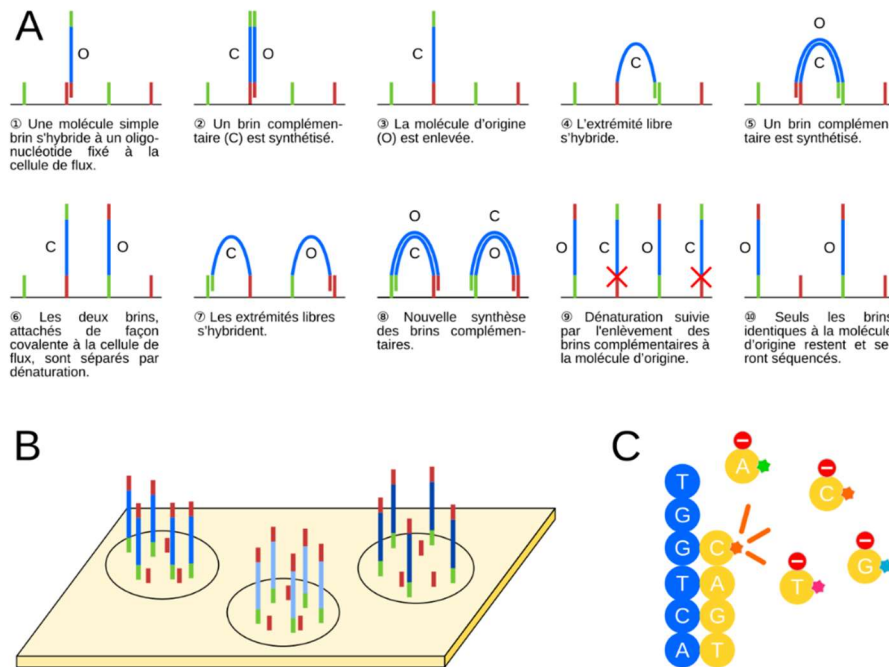 A
O
C O
C
C
O
C
① Une molécule simple
brin s'hybride à un oligo-
nucléotide fixé à la
cellule de flux.
② Un brin complémen-
taire (C) est synthétisé.
③ La molécule d'origine
(O) est enlevée.
④ L'extrémité libre
s'hybride.
⑤ Un brin complémen-
taire est synthétisé.
C O
C O
O C
C O
O C O C
O O
⑥ Les deux brins,
attachés de façon
covalente à la cellule de
flux, sont séparés par
dénaturation.
⑦ Les extrémités libres
s'hybrident.
⑧ Nouvelle synthèse
des brins complémen-
taires.
⑨ Dénaturation suivie
par l'enlèvement des
brins complémentaires à
la molécule d'origine.
⑩ Seuls les brins
identiques à la molécule
d'origine restent et se-
ront séquencés.
B
C
A
T C
G
G C
T A T G
C G
A T